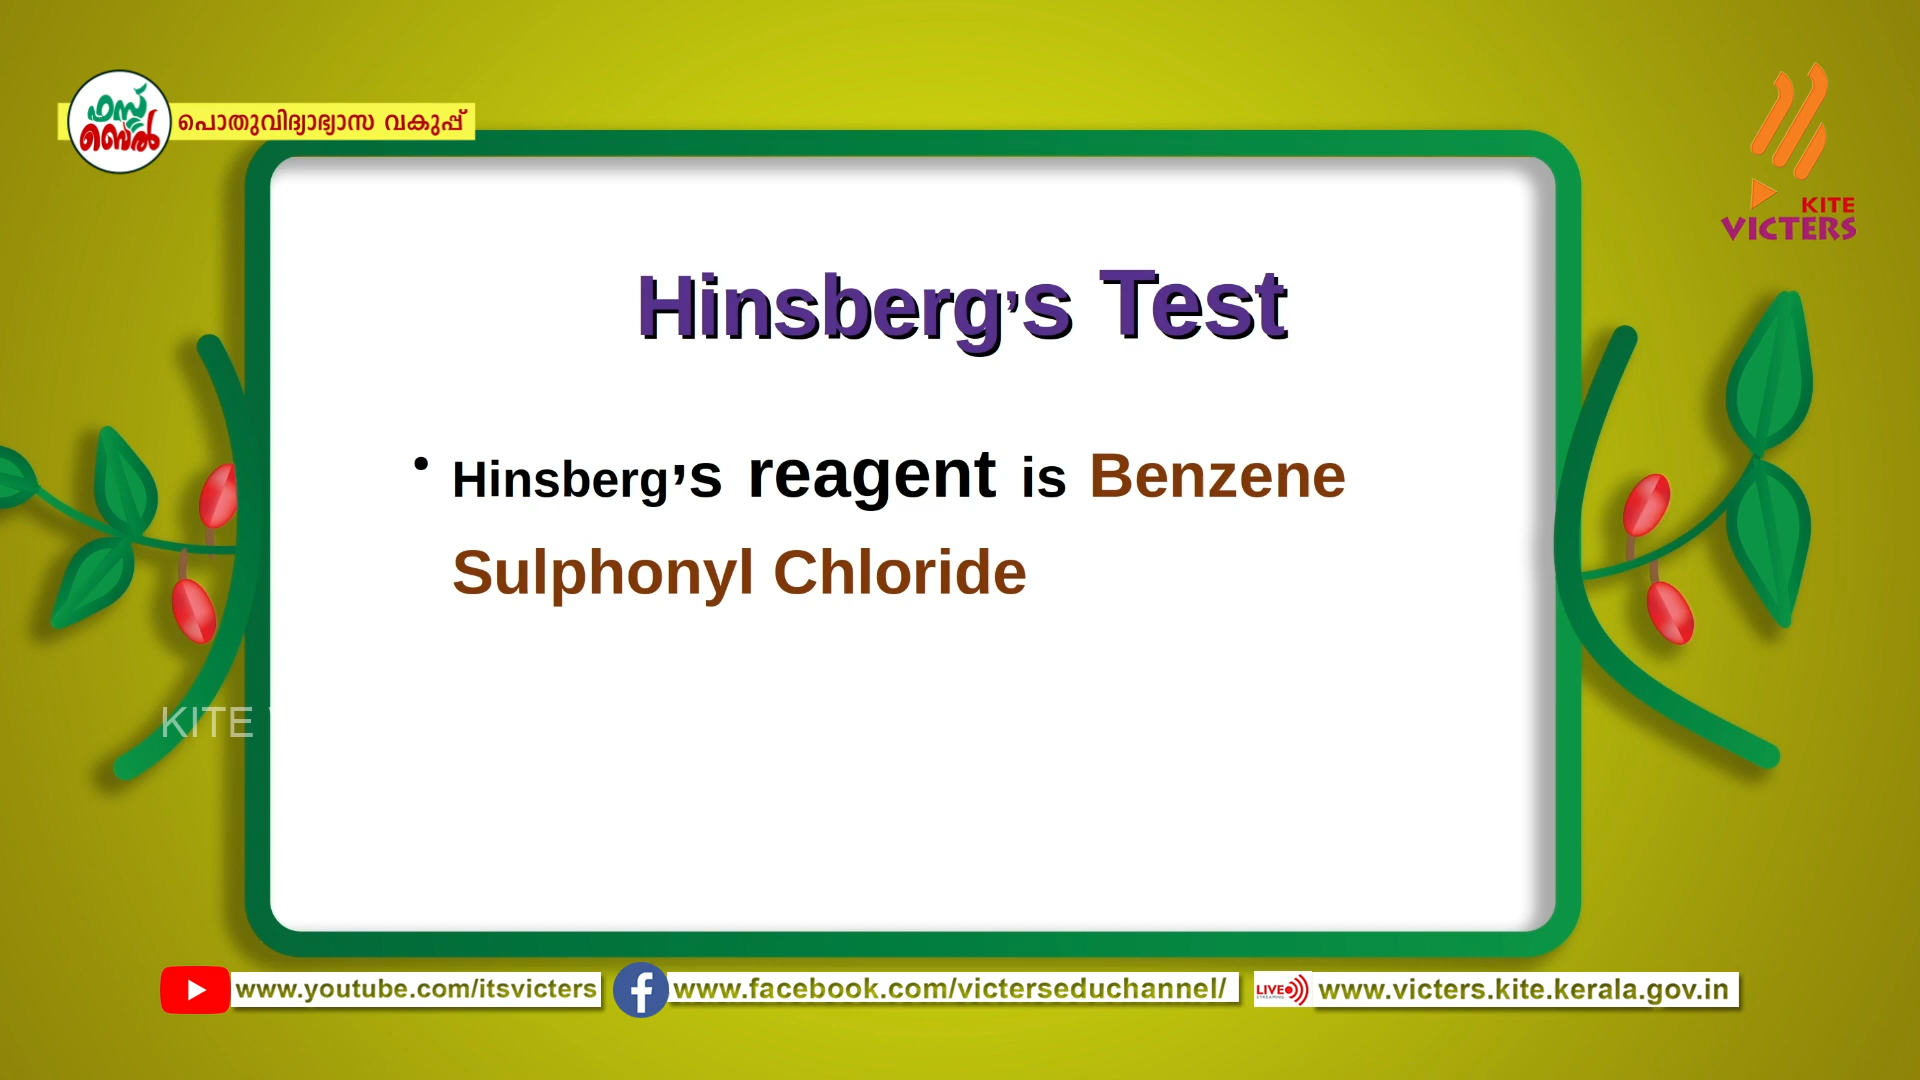 ഫസ്റ്റ്
ബെൽ
പൊതുവിദ്യാഭ്യാസ വകുപ്പ്
KITE
VICTERS
Hinsberg's Test
• Hinsberg's reagent is Benzene
Sulphonyl Chloride
KITE
www.youtube.com/itsvicters
www.facebook.com/victerseduchannel/
LIVE
STREAMING
www.victers.kite.kerala.gov.in